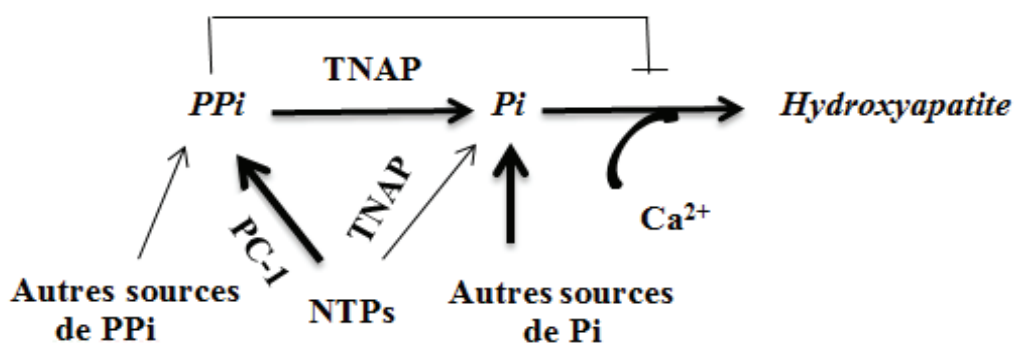 TNAP
PPi
Pi
Hydroxyapatite
TNAP
PC-1
Ca²⁺
Autres sources
de PPi
NTPs
Autres sources
de Pi